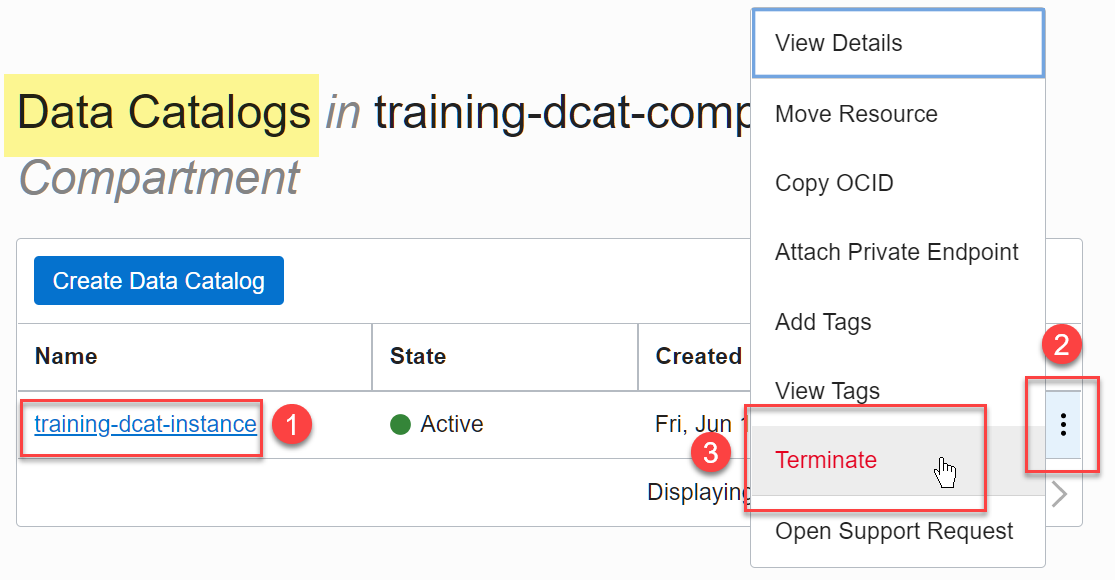 View Details
Data Catalogs in training-dcat-comp
Move Resource
Compartment
Copy OCID
Attach Private Endpoint
Create Data Catalog
Add Tags
Name State Created
2
View Tags
training-dcat-instance 1 Active Fri, Jun
3 Terminate
Displaying
Open Support Request